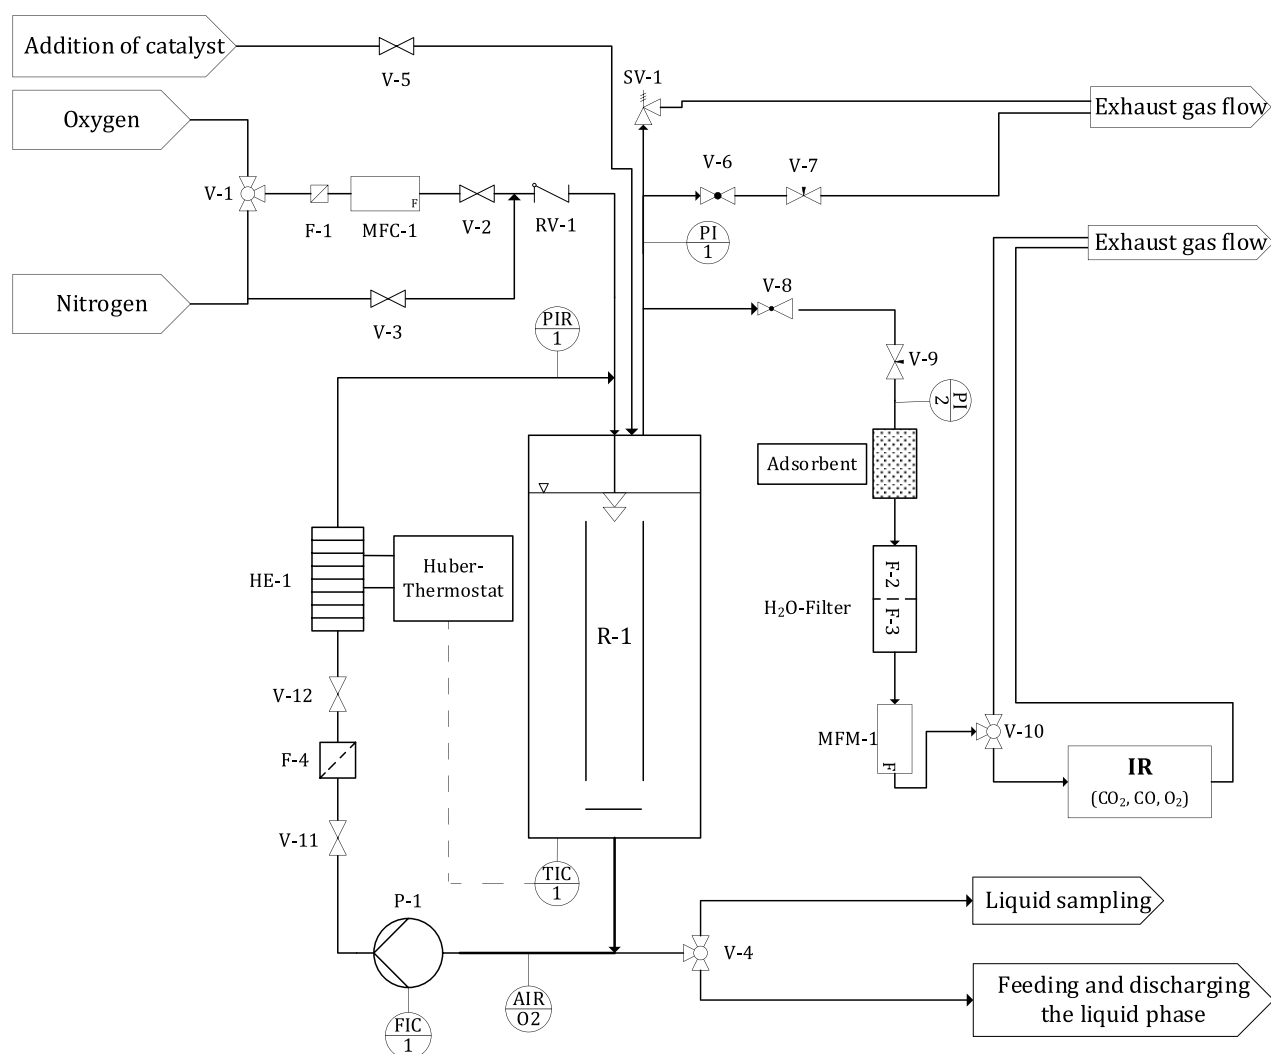 Addition of catalyst
V-5
SV-1
Exhaust gas flow
Oxygen
V-1
F-1
F
MFC-1
V-2
RV-1
V-6
V-7
PI
1
Exhaust gas flow
Nitrogen
V-3
PIR
1
V-8
V-9
PI
2
Adsorbent
HE-1
Huber-
Thermostat
R-1
H₂O-Filter
F-2
F-3
V-12
F-4
V-11
MFM-1
F
V-10
IR
(CO₂, CO, O₂)
TIC
1
P-1
FIC
1
AIR
O2
V-4
Liquid sampling
Feeding and discharging
the liquid phase